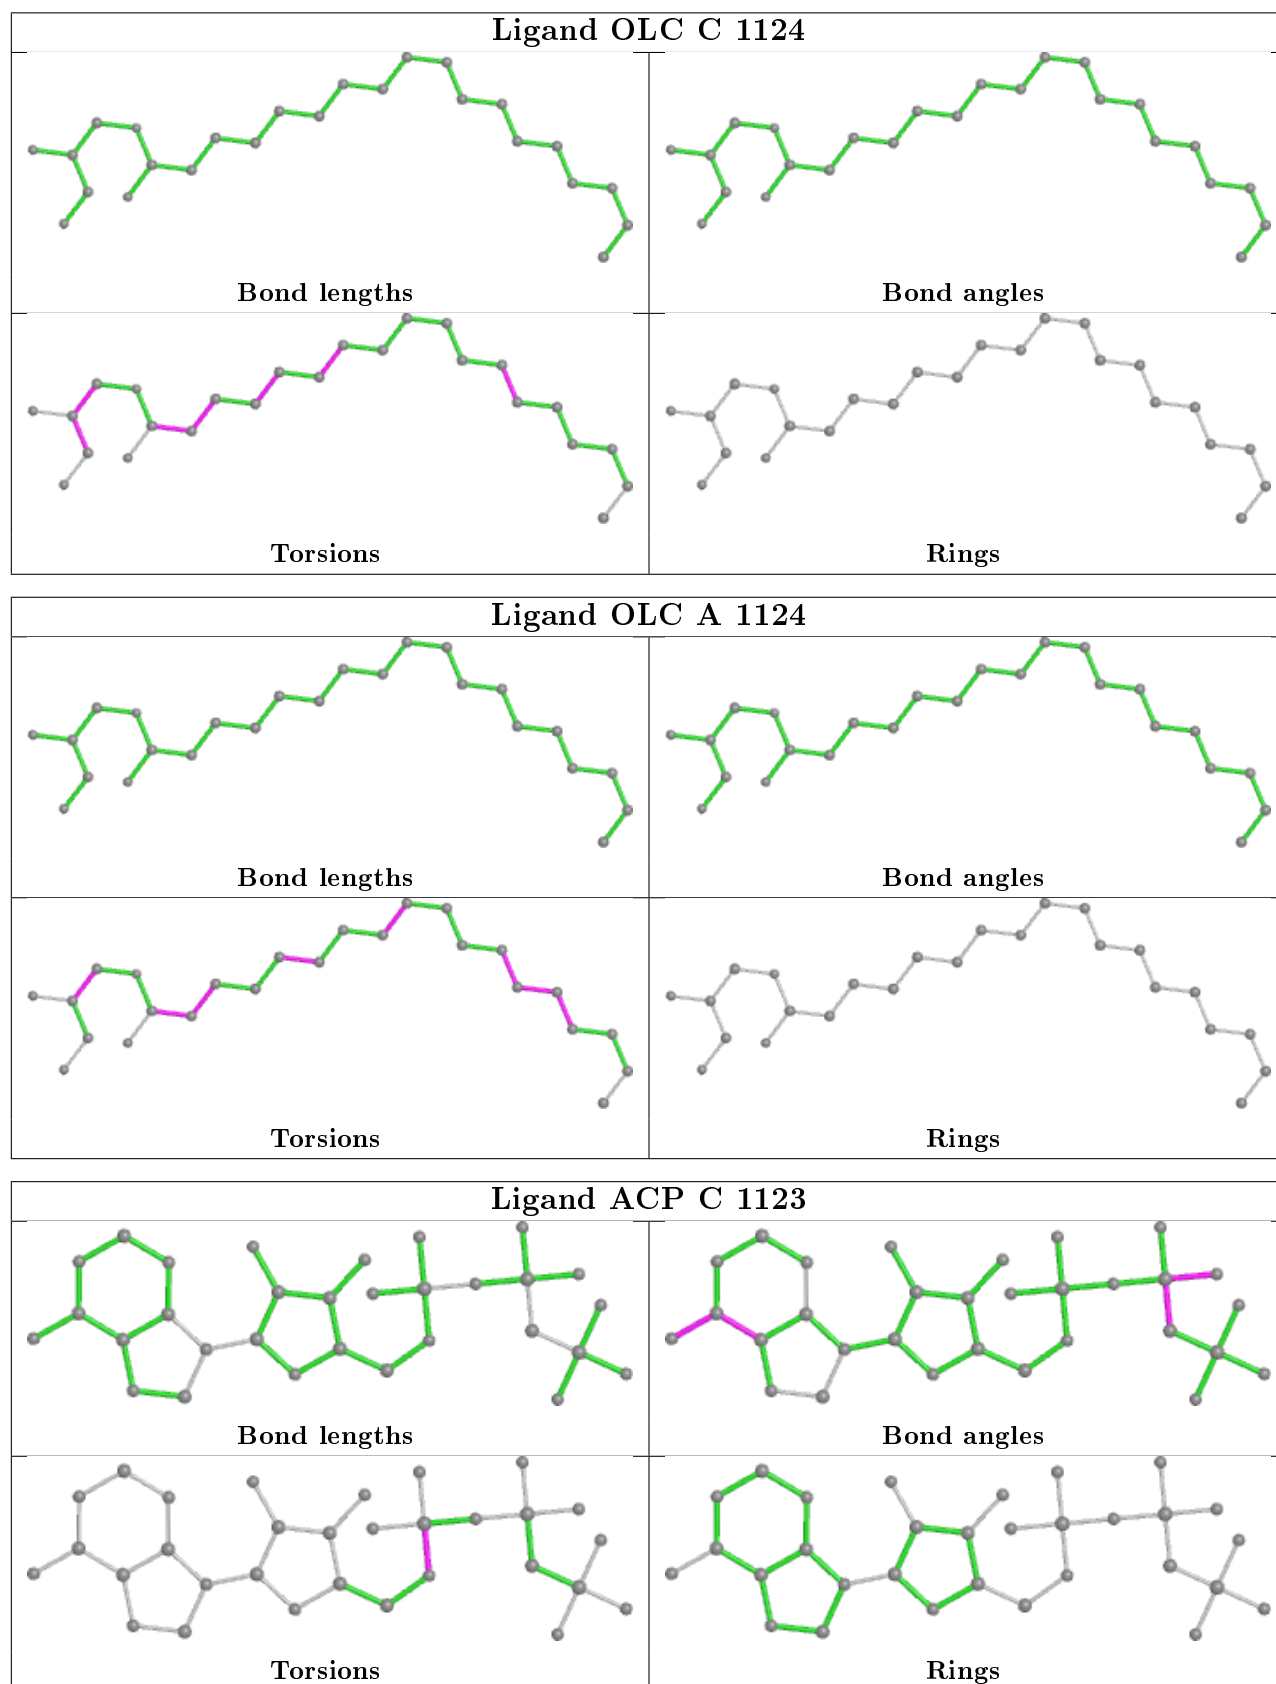 Ligand OLC C 1124
Bond lengths
Bond angles
Torsions
Rings
Ligand OLC A 1124
Bond lengths
Bond angles
Torsions
Rings
Ligand ACP C 1123
Bond lengths
Bond angles
Torsions
Rings